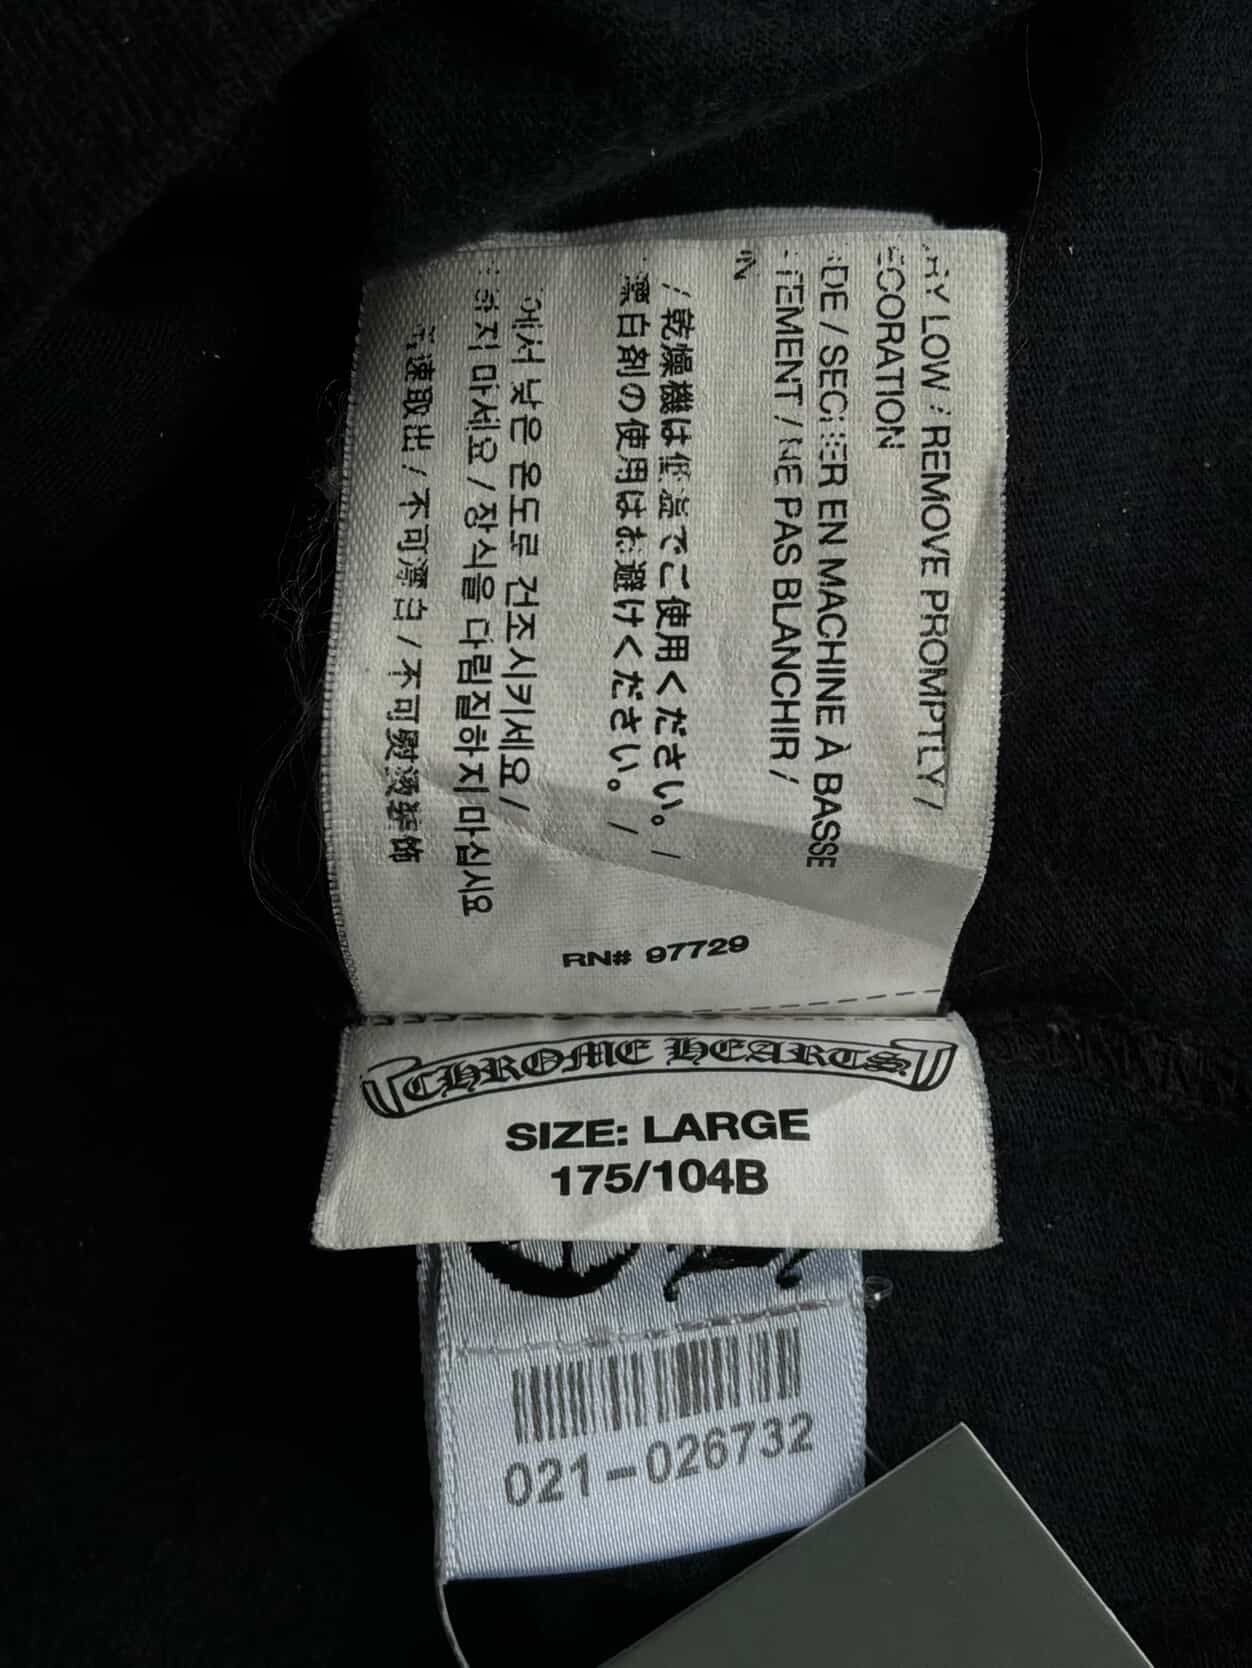 LOW / REMOVE PROMPTLY /
DE / SECHER EN MACHINE À BASSE
/ NE PAS BLANCHIR /
/ 乾燥機は低温でご使用ください。 /
漂白剤の使用はお避けください。 /
에서 낮은 온도로 건조시키세요 /
하지 마세요 / 장식을 다림질하지 마십시요
速取出 / 不可漂白 / 不可熨燙裝飾
RN# 97729
CHROME HEARTS
SIZE: LARGE
175/104B
021-026732